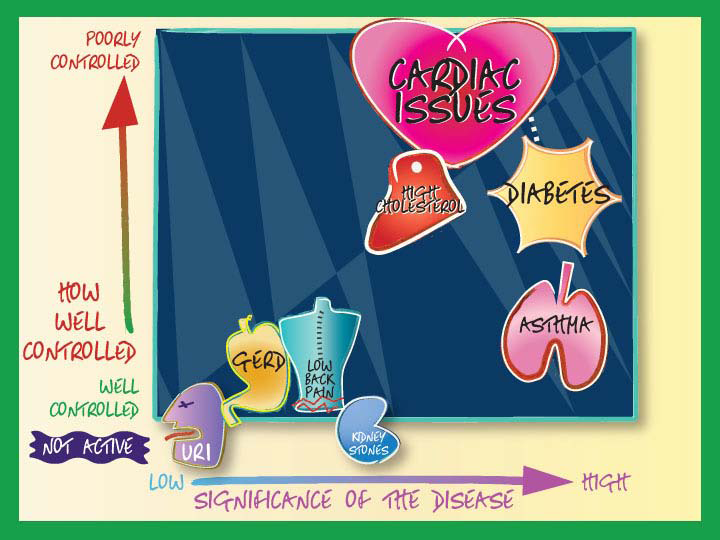 POORLY
CONTROLLED
HOW
WELL
CONTROLLED
WELL
CONTROLLED
NOT ACTIVE
CARDIAC
ISSUES
HIGH
CHOLESTEROL
DIABETES
ASTHMA
GERD
LOW
BACK
PAIN
URI
KIDNEY
STONES
LOW
HIGH
SIGNIFICANCE OF THE DISEASE